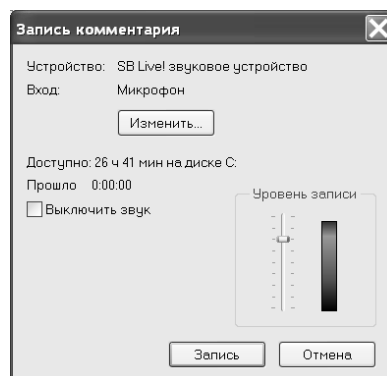 Запись комментария
Устройство: SB Live! звуковое устройство
Вход: Микрофон
Изменить...
Доступно: 26 ч 41 мин на диске C:
Прошло 0:00:00
Выключить звук
Уровень записи
Запись Отмена